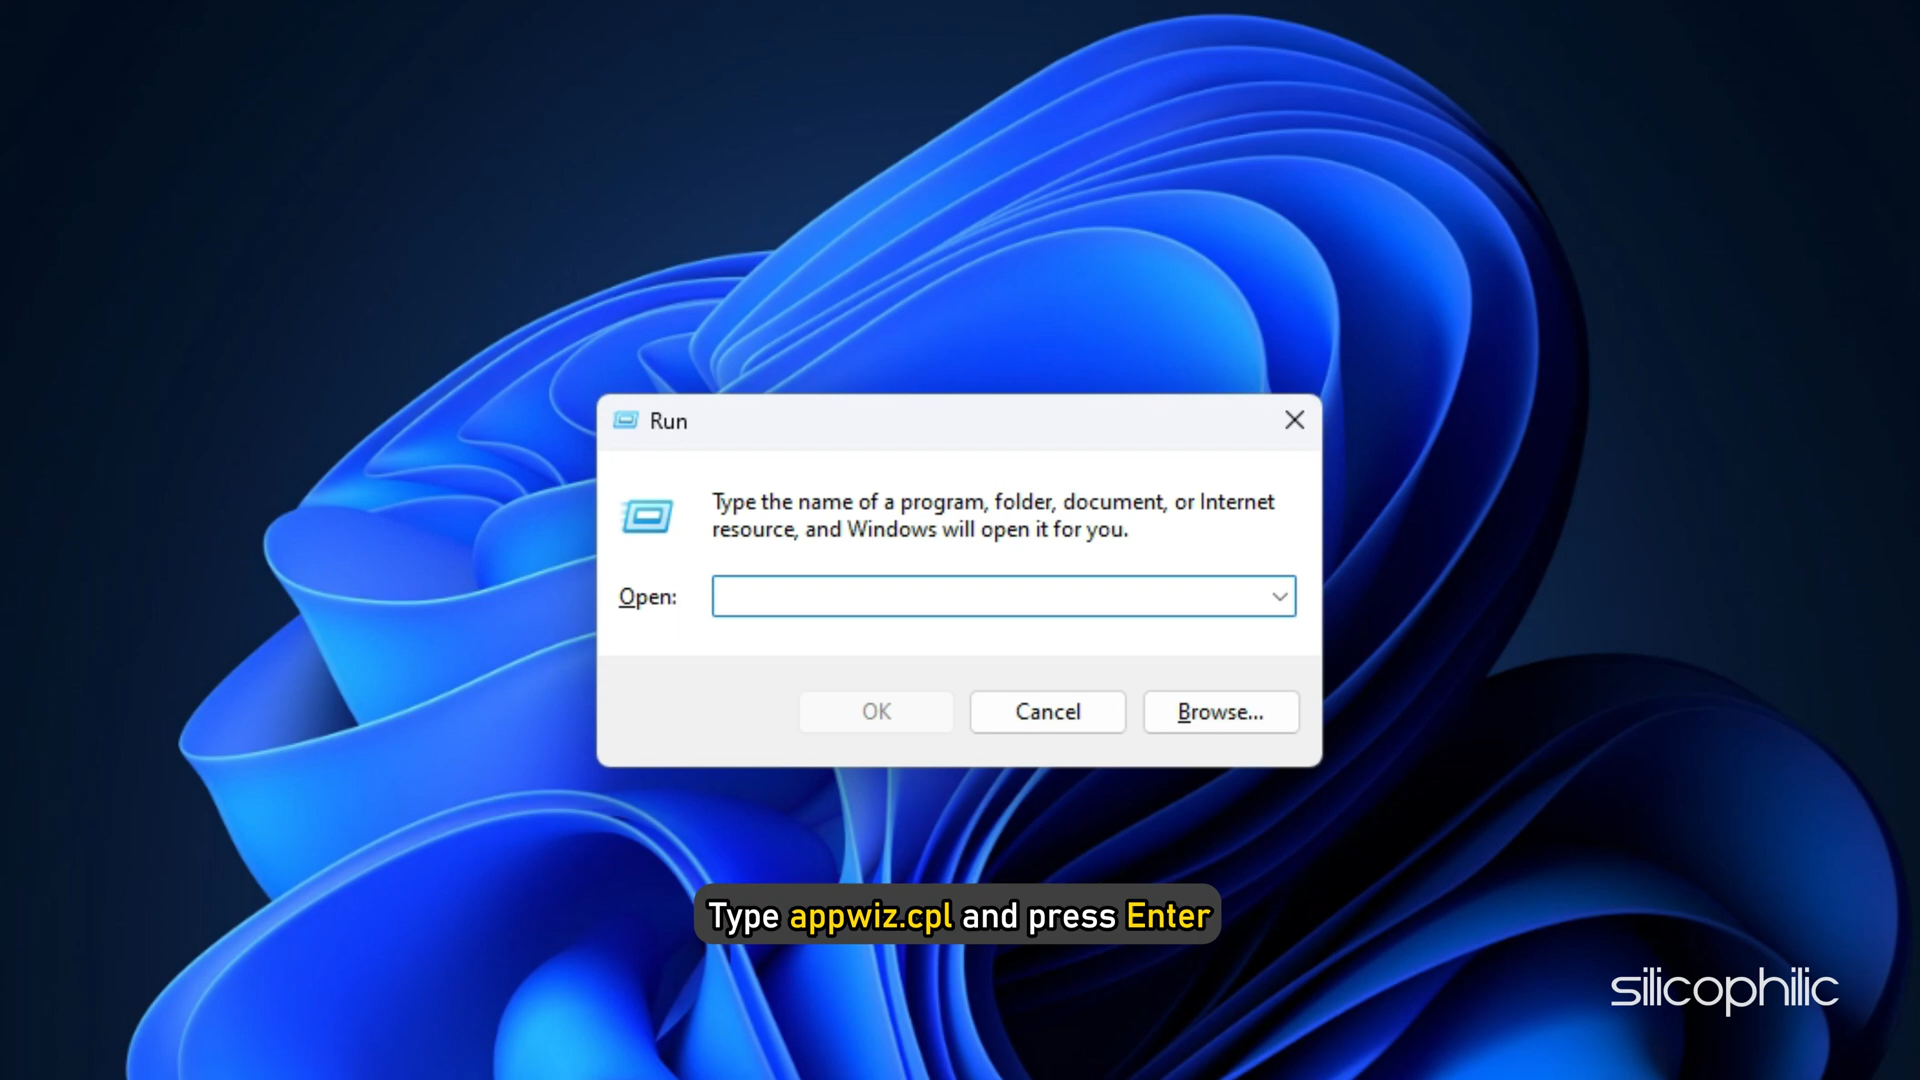 Run
Type the name of a program, folder, document, or Internet
resource, and Windows will open it for you.
Open:
OK
Cancel
Browse...
Type appwiz.cpl and press Enter
silicophilic